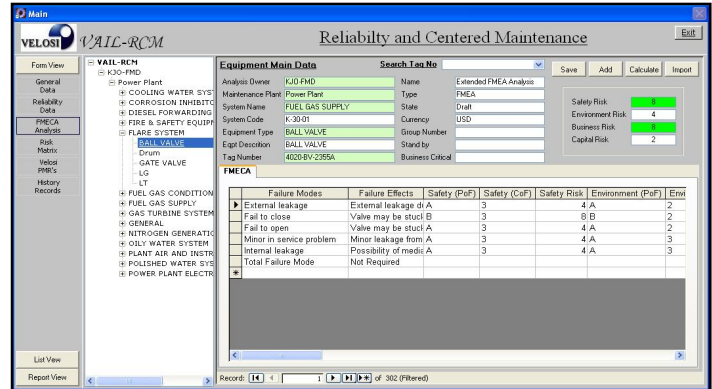 Main
VELOSI
VAIL-RCM
Reliabilty and Centered Maintenance
Exit
Form View
General Data
Reliability Data
FMECA Analysis
Risk Matrix
Velosi PMR's
History Records
List View
Report View
VAIL-RCM
KJO-FMD
Power Plant
COOLING WATER SYS
CORROSION INHIBITO
DIESEL FORWARDING
FIRE & SAFETY EQUIPM
FLARE SYSTEM
BALL VALVE
Drum
GATE VALVE
LG
LT
FUEL GAS CONDITION
FUEL GAS SUPPLY
GAS TURBINE SYSTEM
GENERAL
NITROGEN GENERATIO
OILY WATER SYSTEM
PLANT AIR AND INSTR
POLISHED WATER SYS
POWER PLANT ELECTR
Equipment Main Data
Search Tag No
Save Add Calculate Import
Analysis Owner KJO-FMD Name Extended FMEA Analysis
Maintenance Plant Power Plant Type FMEA
System Name FUEL GAS SUPPLY State Draft
System Code K-30-01 Currency USD
Equipment Type BALL VALVE Group Number
Eqpt Descrition BALL VALVE Stand by
Tag Number 4020-BV-2355A Business Critical
Safety Risk 8
Environment Risk 4
Business Risk 8
Capital Risk 2
FMECA
Failure Modes Failure Effects Safety (PoF) Safety (CoF) Safety Risk Environment (PoF) Envi
External leakage External leakage du A 3 4 A 2
Fail to close Valve may be stuck B 3 8 B 2
Fail to open Valve may be stuck A 3 4 A 2
Minor in service problem Minor leakage from A 3 4 A 3
Internal leakage Possibility of media A 3 4 A 3
Total Failure Mode Not Required
Record: 1 of 302 (Filtered)